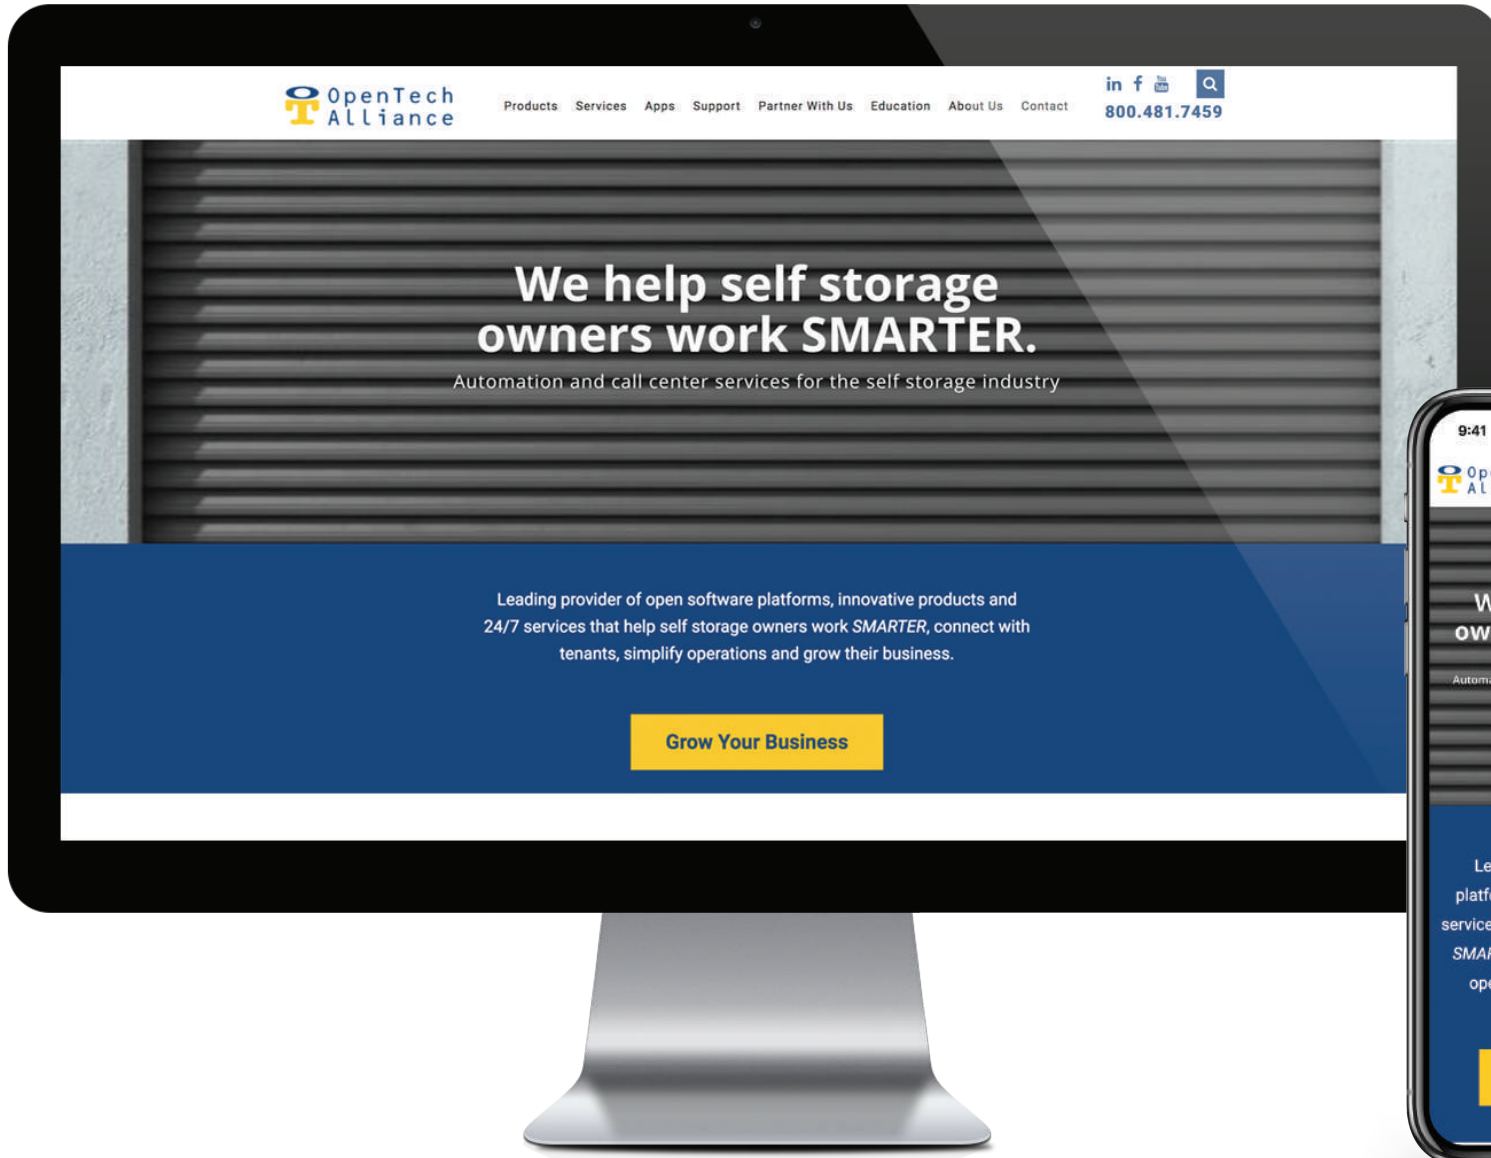 OpenTech
Alliance
Products Services Apps Support Partner With Us Education About Us Contact
in f You Tube
800.481.7459
We help self storage
owners work SMARTER.
Automation and call center services for the self storage industry
Leading provider of open software platforms, innovative products and
24/7 services that help self storage owners work SMARTER, connect with
tenants, simplify operations and grow their business.
Grow Your Business
9:41